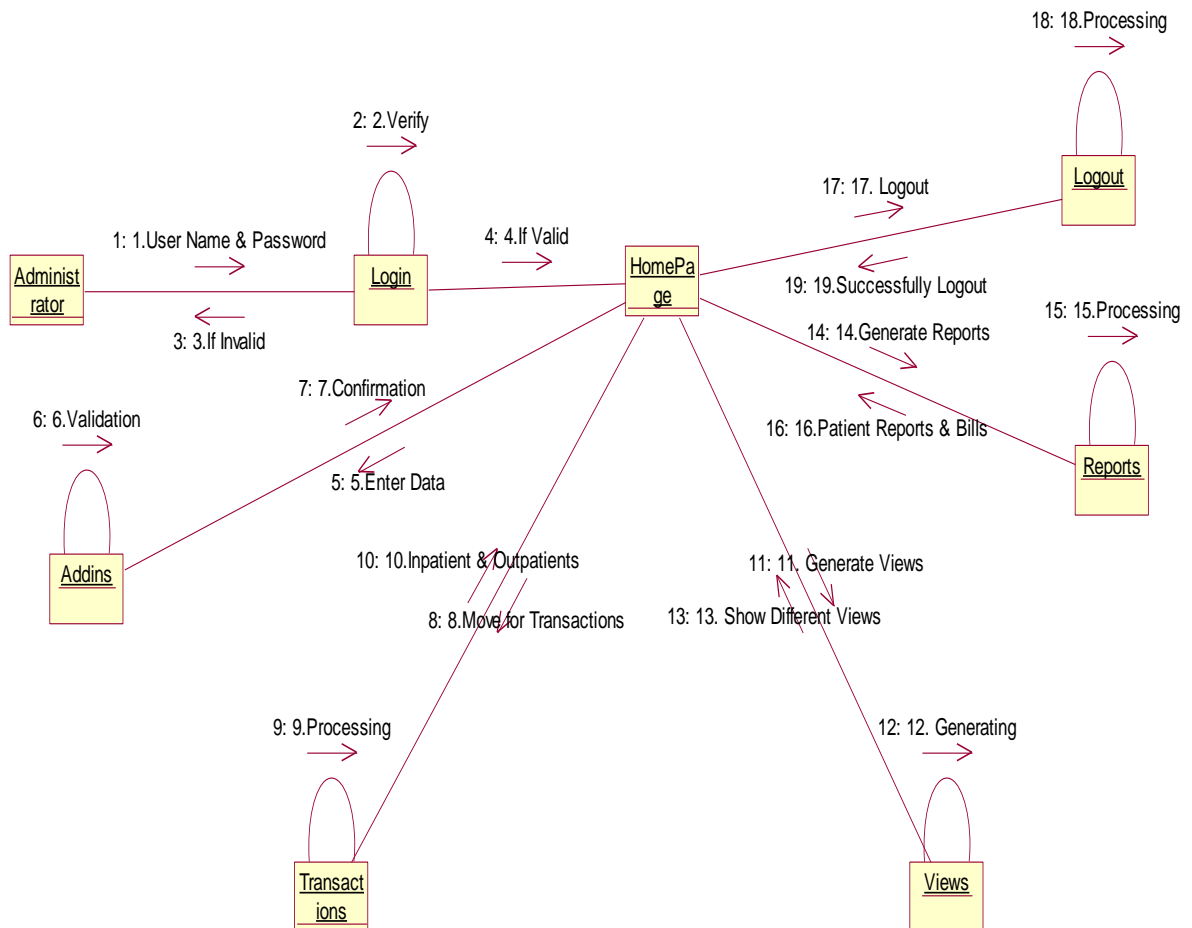 18: 18.Processing
2: 2.Verify
Logout
17: 17. Logout
1: 1.User Name & Password
4: 4.If Valid
Administ
rator
Login
HomePa
ge
19: 19.Successfully Logout
3: 3.If Invalid
14: 14.Generate Reports
15: 15.Processing
7: 7.Confirmation
6: 6.Validation
16: 16.Patient Reports & Bills
Reports
5: 5.Enter Data
10: 10.Inpatient & Outpatients
11: 11. Generate Views
Addins
8: 8.Move for Transactions
13: 13. Show Different Views
9: 9.Processing
12: 12. Generating
Transact
ions
Views